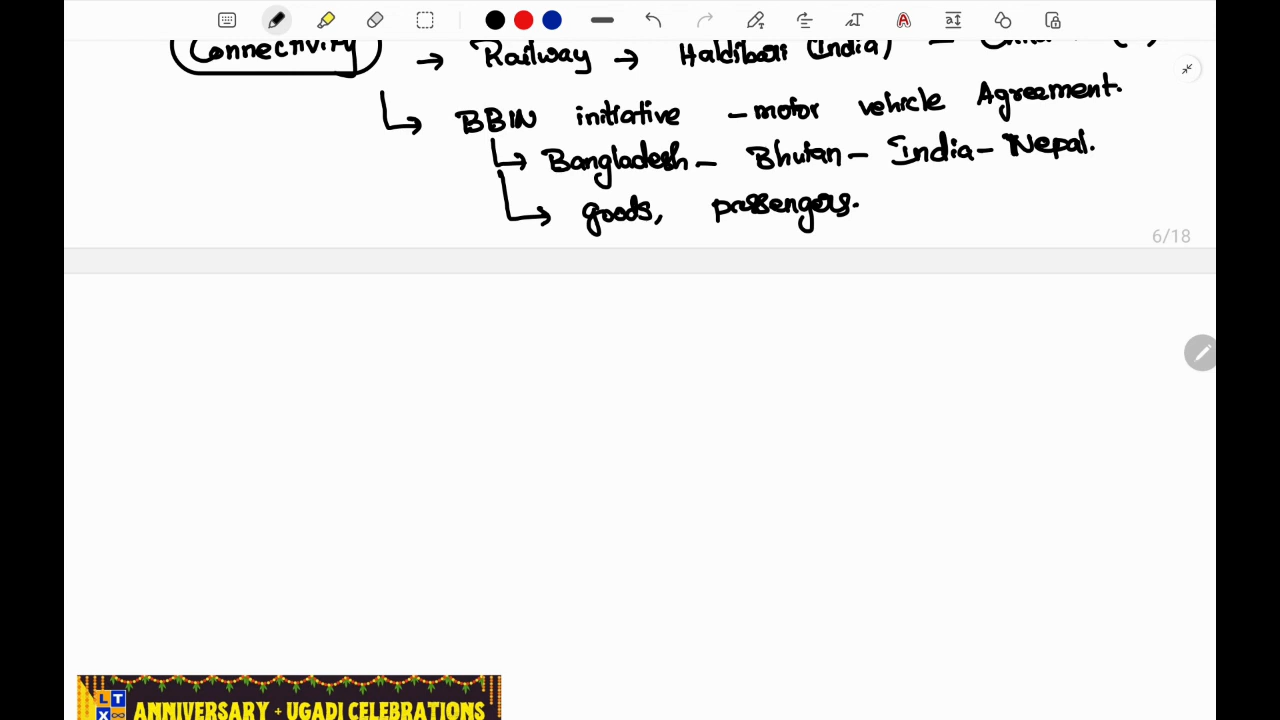 Connectivity → Railway → Haldibari (India) –
BBIN initiative – motor vehicle Agreement.
Bangladesh – Bhutan – India – Nepal.
goods, passengers.
6/18
LT
X∞
ANNIVERSARY + UGADI CELEBRATIONS